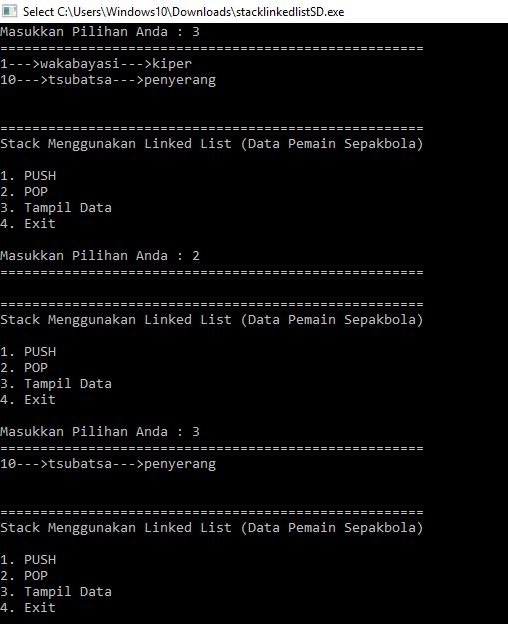 Select C:\Users\Windows10\Downloads\stacklinkedlistSD.exe
Masukkan Pilihan Anda : 3
=====================================================
1--->wakabayasi--->kiper
10--->tsubatsa--->penyerang
=====================================================
Stack Menggunakan Linked List (Data Pemain Sepakbola)
1. PUSH
2. POP
3. Tampil Data
4. Exit
Masukkan Pilihan Anda : 2
=====================================================
=====================================================
Stack Menggunakan Linked List (Data Pemain Sepakbola)
1. PUSH
2. POP
3. Tampil Data
4. Exit
Masukkan Pilihan Anda : 3
=====================================================
10--->tsubatsa--->penyerang
=====================================================
Stack Menggunakan Linked List (Data Pemain Sepakbola)
1. PUSH
2. POP
3. Tampil Data
4. Exit